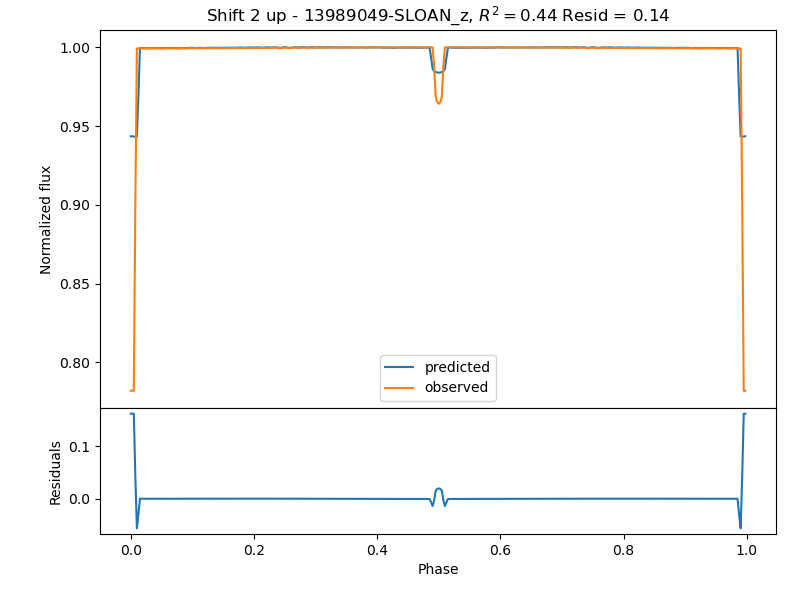 Shift 2 up - 13989049-SLOAN_z, R² = 0.44 Resid = 0.14
Normalized flux
1.00
0.95
0.90
0.85
0.80
predicted
observed
Residuals
0.1
0.0
0.0 0.2 0.4 0.6 0.8 1.0
Phase